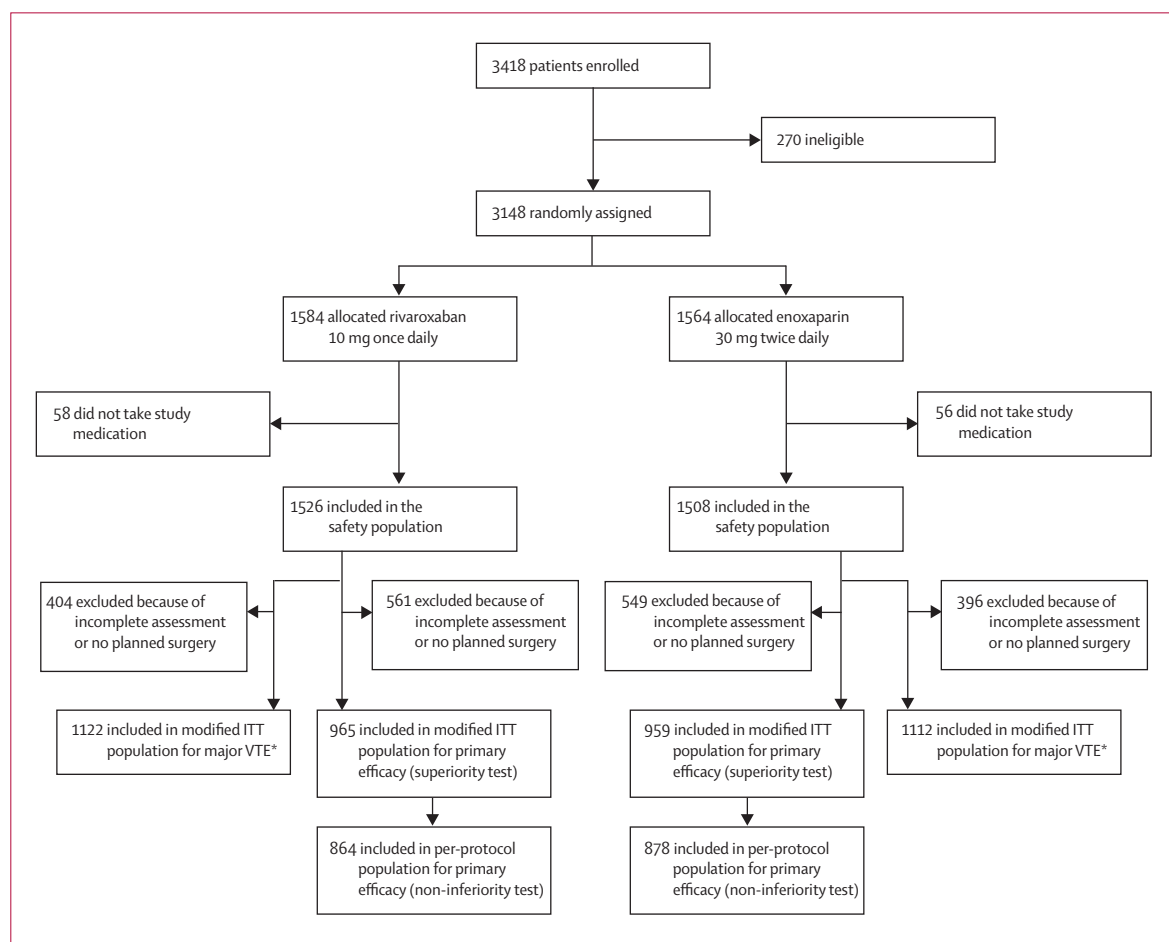 3418 patients enrolled
270 ineligible
3148 randomly assigned
1584 allocated rivaroxaban
10 mg once daily
1564 allocated enoxaparin
30 mg twice daily
58 did not take study
medication
56 did not take study
medication
1526 included in the
safety population
1508 included in the
safety population
404 excluded because of
incomplete assessment
or no planned surgery
561 excluded because of
incomplete assessment
or no planned surgery
549 excluded because of
incomplete assessment
or no planned surgery
396 excluded because of
incomplete assessment
or no planned surgery
1122 included in modified ITT
population for major VTE*
965 included in modified ITT
population for primary
efficacy (superiority test)
959 included in modified ITT
population for primary
efficacy (superiority test)
1112 included in modified ITT
population for major VTE*
864 included in per-protocol
population for primary
efficacy (non-inferiority test)
878 included in per-protocol
population for primary
efficacy (non-inferiority test)